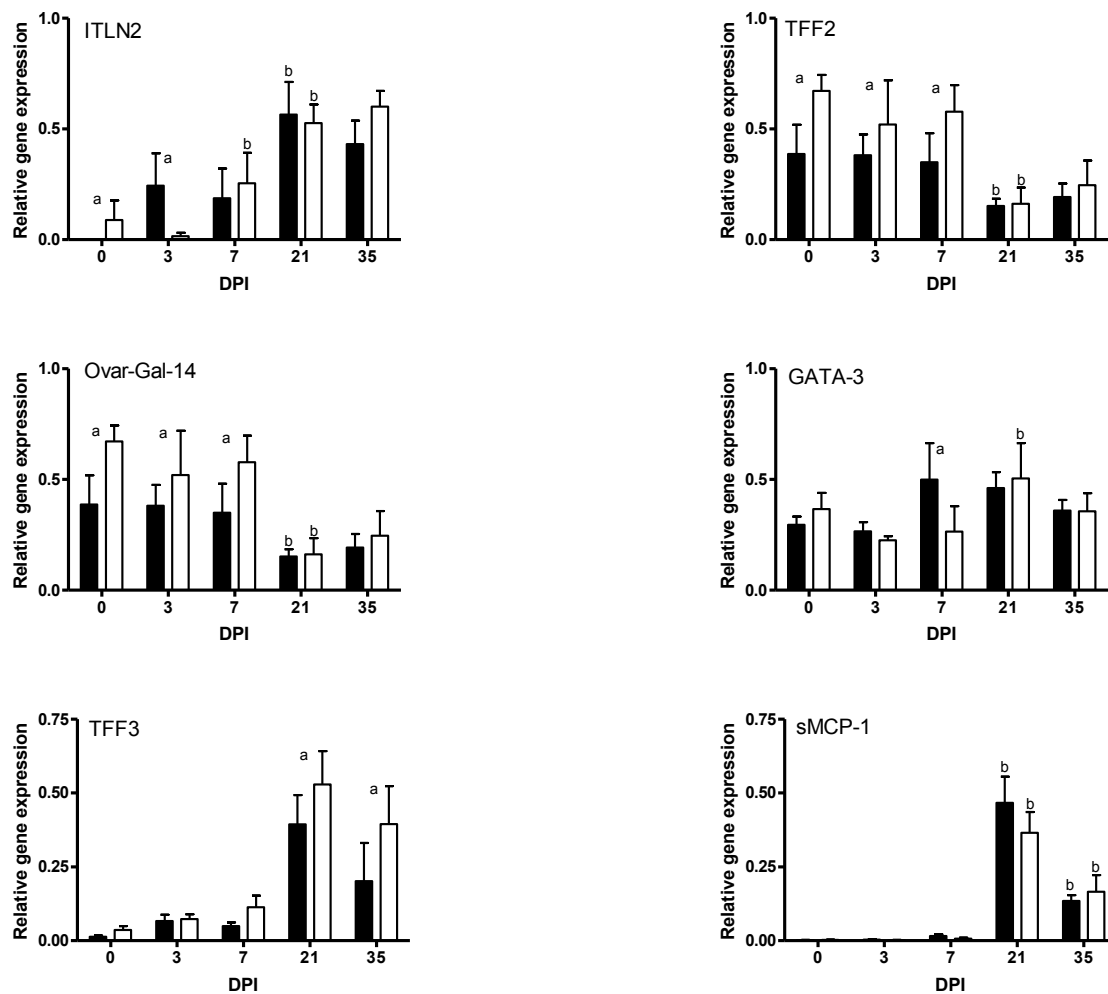 ITLN2
Relative gene expression
1.0
0.5
0.0
a
a
b
b
b
0 3 7 21 35
DPI
TFF2
Relative gene expression
1.0
0.5
0.0
a
a
a
b
b
0 3 7 21 35
DPI
Ovar-Gal-14
Relative gene expression
1.0
0.5
0.0
a
a
a
b
b
0 3 7 21 35
DPI
GATA-3
Relative gene expression
1.0
0.5
0.0
a
b
0 3 7 21 35
DPI
TFF3
Relative gene expression
0.75
0.50
0.25
0.00
a
a
0 3 7 21 35
DPI
sMCP-1
Relative gene expression
0.75
0.50
0.25
0.00
b
b
b
b
0 3 7 21 35
DPI